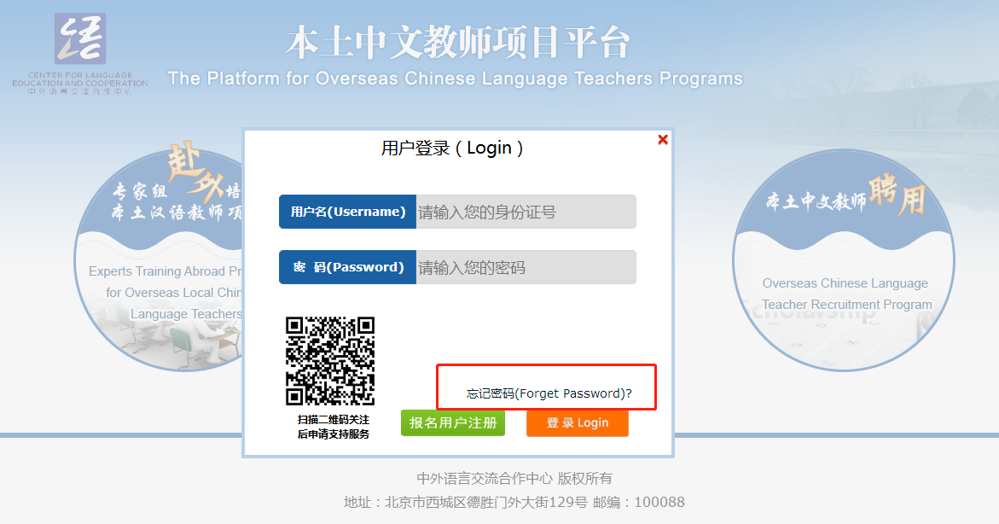 语
CENTER FOR LANGUAGE
EDUCATION AND COOPERATION
中外语言交流合作中心
本土中文教师项目平台
The Platform for Overseas Chinese Language Teachers Programs
用户登录 ( Login )
用户名(Username)
请输入您的身份证号
密 码(Password)
请输入您的密码
忘记密码(Forget Password)?
扫描二维码关注
后申请支持服务
报名用户注册
登 录 Login
专家组赴外培
本土汉语教师项
Experts Training Abroad Pr
for Overseas Local Chin
Language Teachers
本土中文教师聘用
Overseas Chinese Language
Teacher Recruitment Program
Scholarship
中外语言交流合作中心 版权所有
地址：北京市西城区德胜门外大街129号 邮编：100088